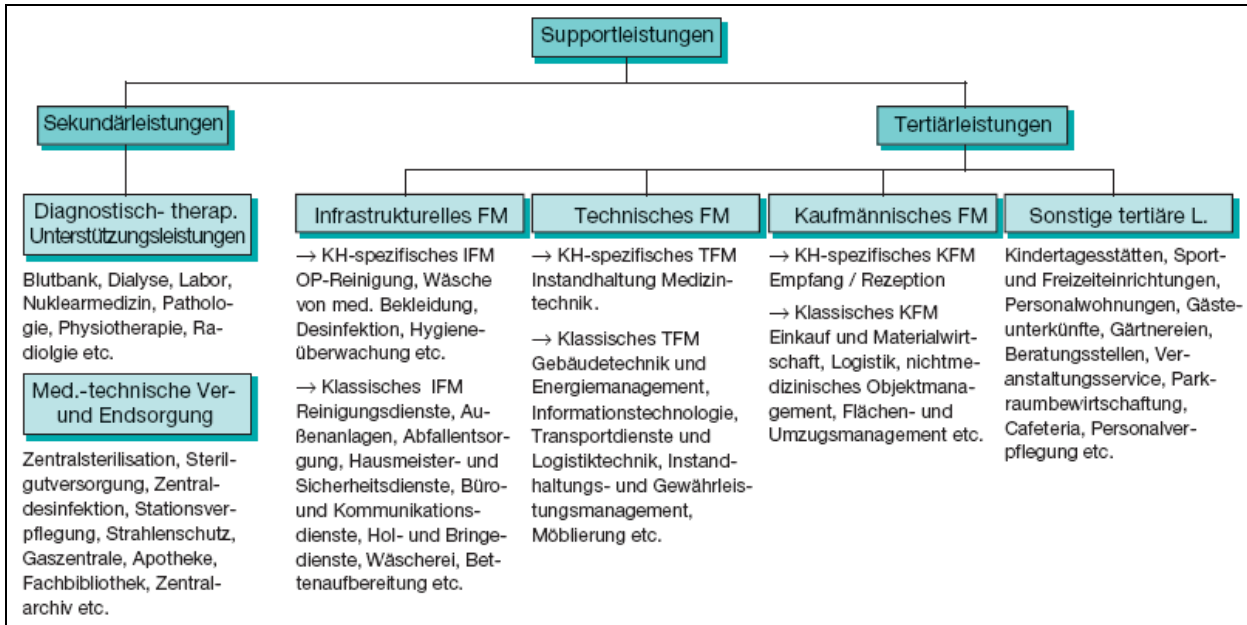 Supportleistungen
Sekundärleistungen
Tertiärleistungen
Diagnostisch- therap.
Unterstützungsleistungen
Blutbank, Dialyse, Labor,
Nuklearmedizin, Patholo-
gie, Physiotherapie, Ra-
diolgie etc.
Med.-technische Ver-
und Endsorgung
Zentralsterilisation, Steril-
gutversorgung, Zentral-
desinfektion, Stationsver-
pflegung, Strahlenschutz,
Gaszentrale, Apotheke,
Fachbibliothek, Zentral-
archiv etc.
Infrastrukturelles FM
→ KH-spezifisches IFM
OP-Reinigung, Wäsche
von med. Bekleidung,
Desinfektion, Hygiene-
überwachung etc.
→ Klassisches IFM
Reinigungsdienste, Au-
ßenanlagen, Abfallentsor-
gung, Hausmeister- und
Sicherheitsdienste, Büro-
und Kommunikations-
dienste, Hol- und Bringe-
dienste, Wäscherei, Bet-
tenaufbereitung etc.
Technisches FM
→ KH-spezifisches TFM
Instandhaltung Medizin-
technik.
→ Klassisches TFM
Gebäudetechnik und
Energiemanagement,
Informationstechnologie,
Transportdienste und
Logistiktechnik, Instand-
haltungs- und Gewährleis-
tungsmanagement,
Möblierung etc.
Kaufmännisches FM
→ KH-spezifisches KFM
Empfang / Rezeption
→ Klassisches KFM
Einkauf und Materialwirt-
schaft, Logistik, nichtme-
dizinisches Objektmana-
gement, Flächen- und
Umzugsmanagement etc.
Sonstige tertiäre L.
Kindertagesstätten, Sport-
und Freizeiteinrichtungen,
Personalwohnungen, Gäste-
unterkünfte, Gärtnereien,
Beratungsstellen, Ver-
anstaltungsservice, Park-
raumbewirtschaftung,
Cafeteria, Personalver-
pflegung etc.